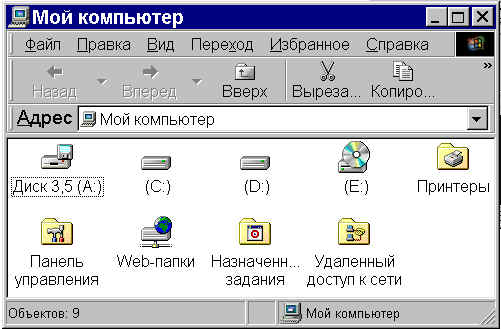 Мой компьютер
Файл Правка Вид Переход Избранное Справка
Назад Вперед Вверх Выреза... Копиро... »
Адрес Мой компьютер
Диск 3,5 (A:) (C:) (D:) (E:) Принтеры
Панель управления Web-папки Назначенн... задания Удаленный доступ к сети
Объектов: 9 Мой компьютер